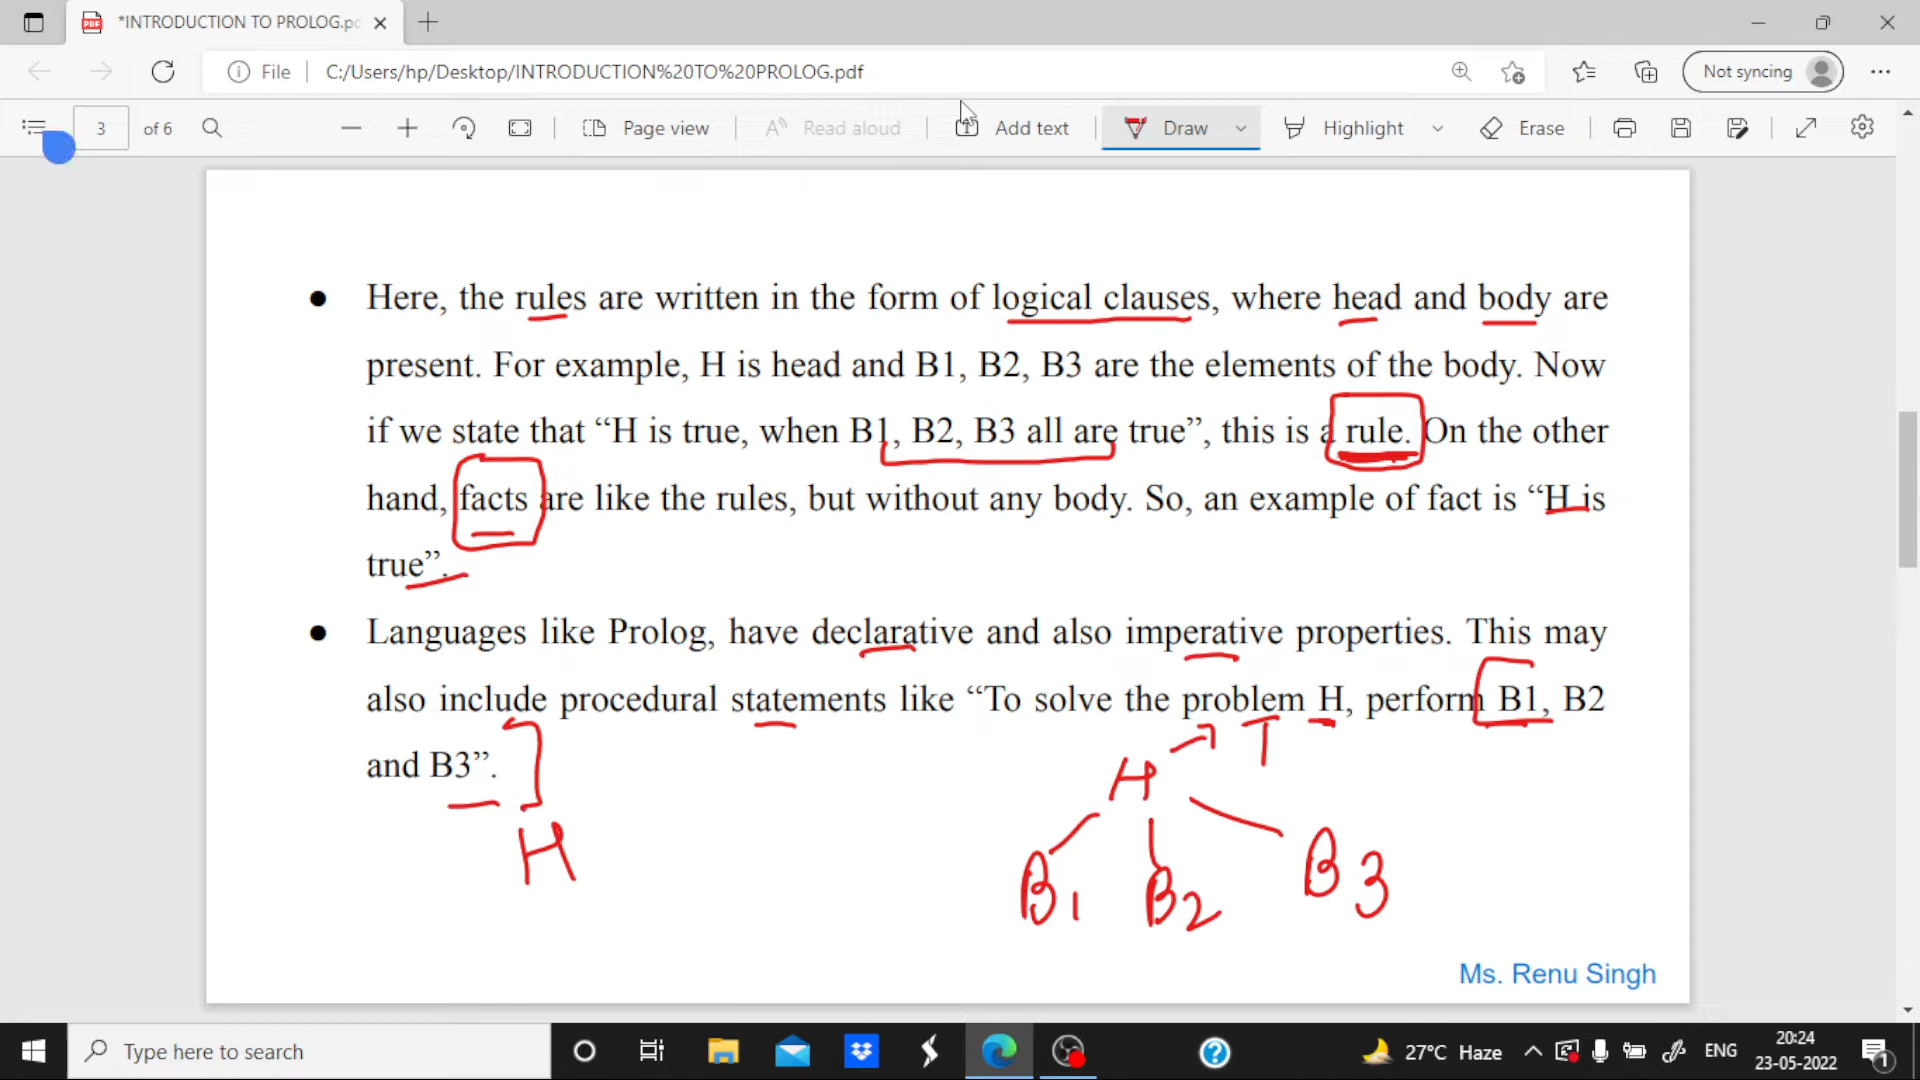 *INTRODUCTION TO PROLOG.pd
File C:/Users/hp/Desktop/INTRODUCTION%20TO%20PROLOG.pdf Not syncing
3 of 6 Page view Read aloud Add text Draw Highlight Erase
● Here, the rules are written in the form of logical clauses, where head and body are
present. For example, H is head and B1, B2, B3 are the elements of the body. Now
if we state that “H is true, when B1, B2, B3 all are true”, this is a rule. On the other
hand, facts are like the rules, but without any body. So, an example of fact is “H is
true”.
● Languages like Prolog, have declarative and also imperative properties. This may
also include procedural statements like “To solve the problem H, perform B1, B2
and B3”.
H → T
H
B1 B2 B3
Ms. Renu Singh
Type here to search 27°C Haze ENG 20:24
23-05-2022 1